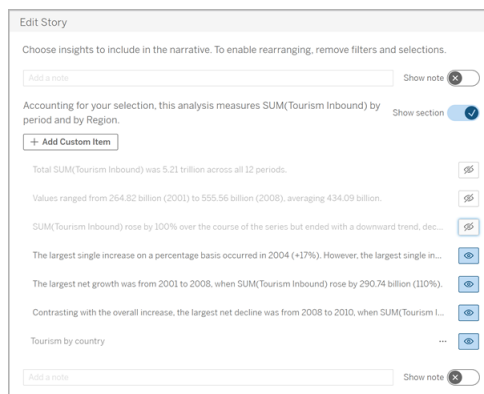 Edit Story
Choose insights to include in the narrative. To enable rearranging, remove filters and selections.
Add a note
Show note
Accounting for your selection, this analysis measures SUM(Tourism Inbound) by
period and by Region.
Show section
+ Add Custom Item
Total SUM(Tourism Inbound) was 5.21 trillion across all 12 periods.
Values ranged from 264.82 billion (2001) to 555.56 billion (2008), averaging 434.09 billion.
SUM(Tourism Inbound) rose by 100% over the course of the series but ended with a downward trend, dec...
The largest single increase on a percentage basis occurred in 2004 (+17%). However, the largest single in...
The largest net growth was from 2001 to 2008, when SUM(Tourism Inbound) rose by 290.74 billion (110%).
Contrasting with the overall increase, the largest net decline was from 2008 to 2010, when SUM(Tourism I...
Tourism by country
...
Add a note
Show note